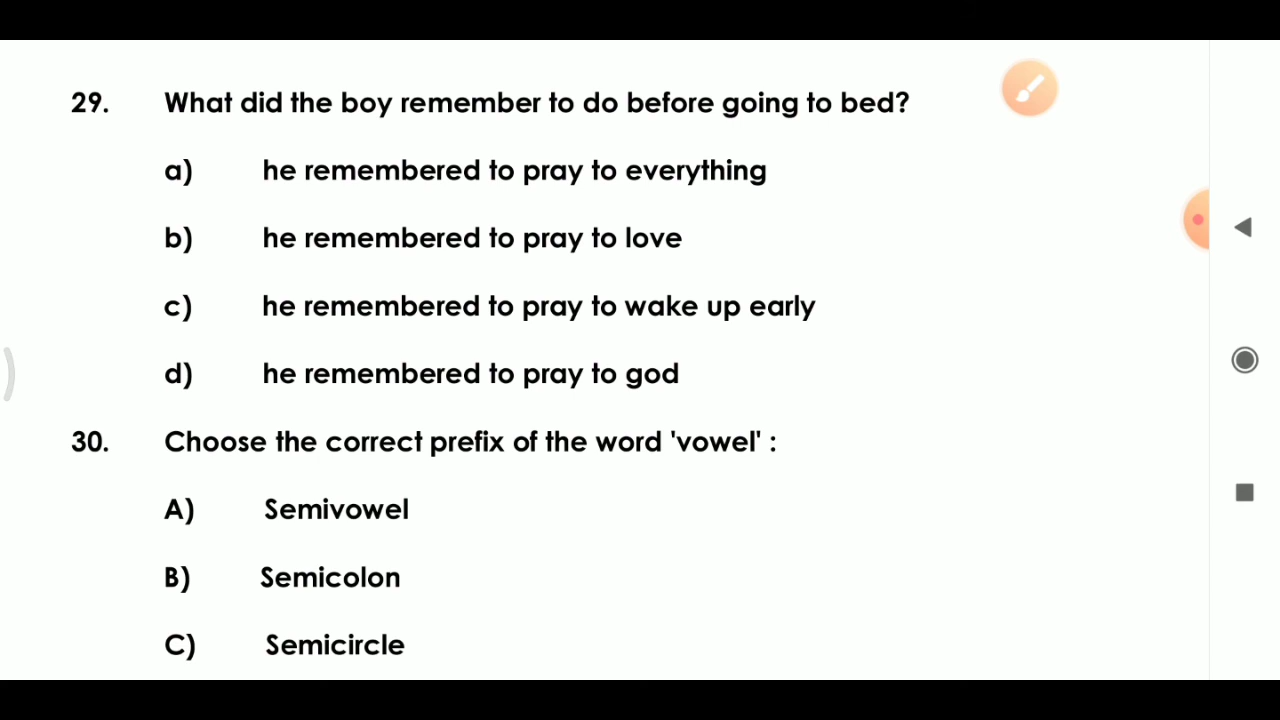 29. What did the boy remember to do before going to bed?
a) he remembered to pray to everything
b) he remembered to pray to love
c) he remembered to pray to wake up early
d) he remembered to pray to god
30. Choose the correct prefix of the word 'vowel' :
A) Semivowel
B) Semicolon
C) Semicircle